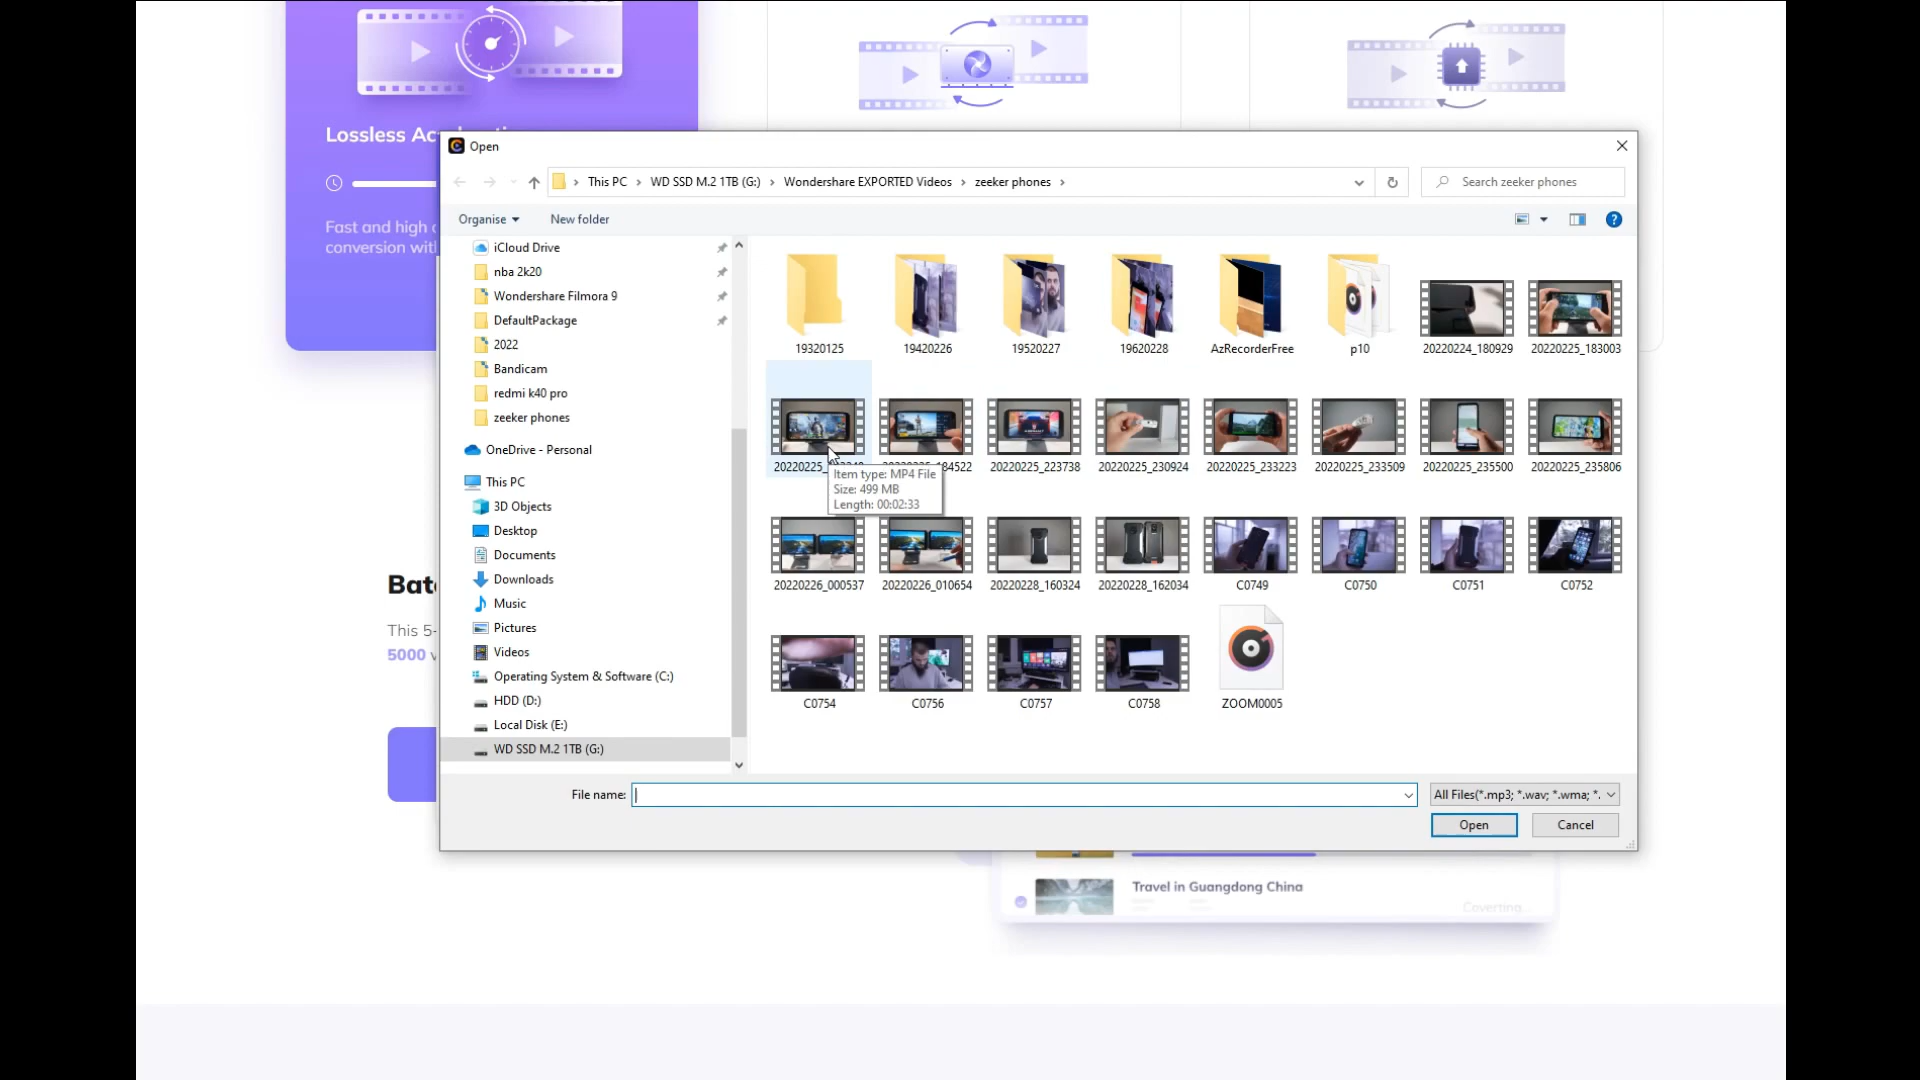 Lossless Ac
Fast and high
conversion with
Open
This PC
WD SSD M.2 1TB (G:)
Wondershare EXPORTED Videos
zeeker phones
Search zeeker phones
Organise
New folder
iCloud Drive
nba 2k20
Wondershare Filmora 9
DefaultPackage
2022
Bandicam
redmi k40 pro
zeeker phones
OneDrive - Personal
This PC
3D Objects
Desktop
Documents
Downloads
Music
Pictures
Videos
Operating System & Software (C:)
HDD (D:)
Local Disk (E:)
WD SSD M.2 1TB (G:)
19320125
19420226
19520227
19620228
AzRecorderFree
p10
20220224_180929
20220225_183003
20220225_
184522
20220225_223738
20220225_230924
20220225_233223
20220225_233509
20220225_235500
20220225_235806
Item type: MP4 File
Size: 499 MB
Length: 00:02:33
20220226_000537
20220226_010654
20220228_160324
20220228_162034
C0749
C0750
C0751
C0752
C0754
C0756
C0757
C0758
ZOOM0005
File name:
All Files(*.mp3; *.wav; *.wma; *.
Open
Cancel
Bat
This 5-
5000 v
Travel in Guangdong China
Coverting...